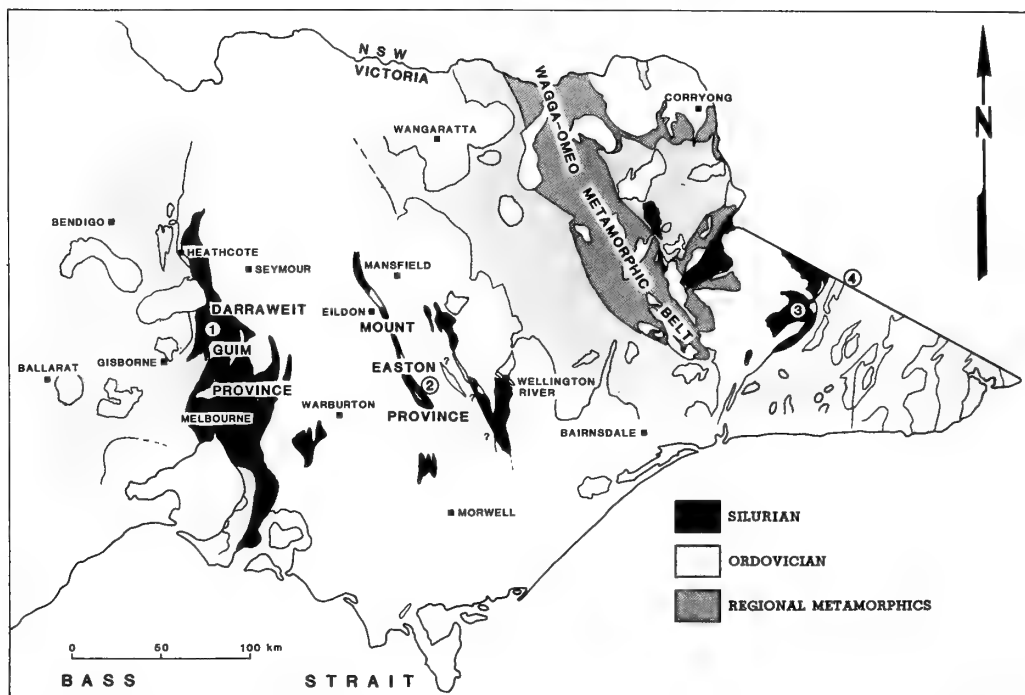 N S W
VICTORIA
WAGGA-OMEO METAMORPHIC BELT
CORRYONG
WANGARATTA
N
BENDIGO
HEATHCOTE
SEYMOUR
MANSFIELD
4
DARRAWEIT
EILDON
MOUNT
3
1
GUIM
BALLARAT
GISBORNE
EASTON
?
2
PROVINCE
WELLINGTON
RIVER
?
MELBOURNE
WARBURTON
PROVINCE
?
BAIRNSDALE
MORWELL
SILURIAN
ORDOVICIAN
REGIONAL METAMORPHICS
0 50 100 km
BASS STRAIT